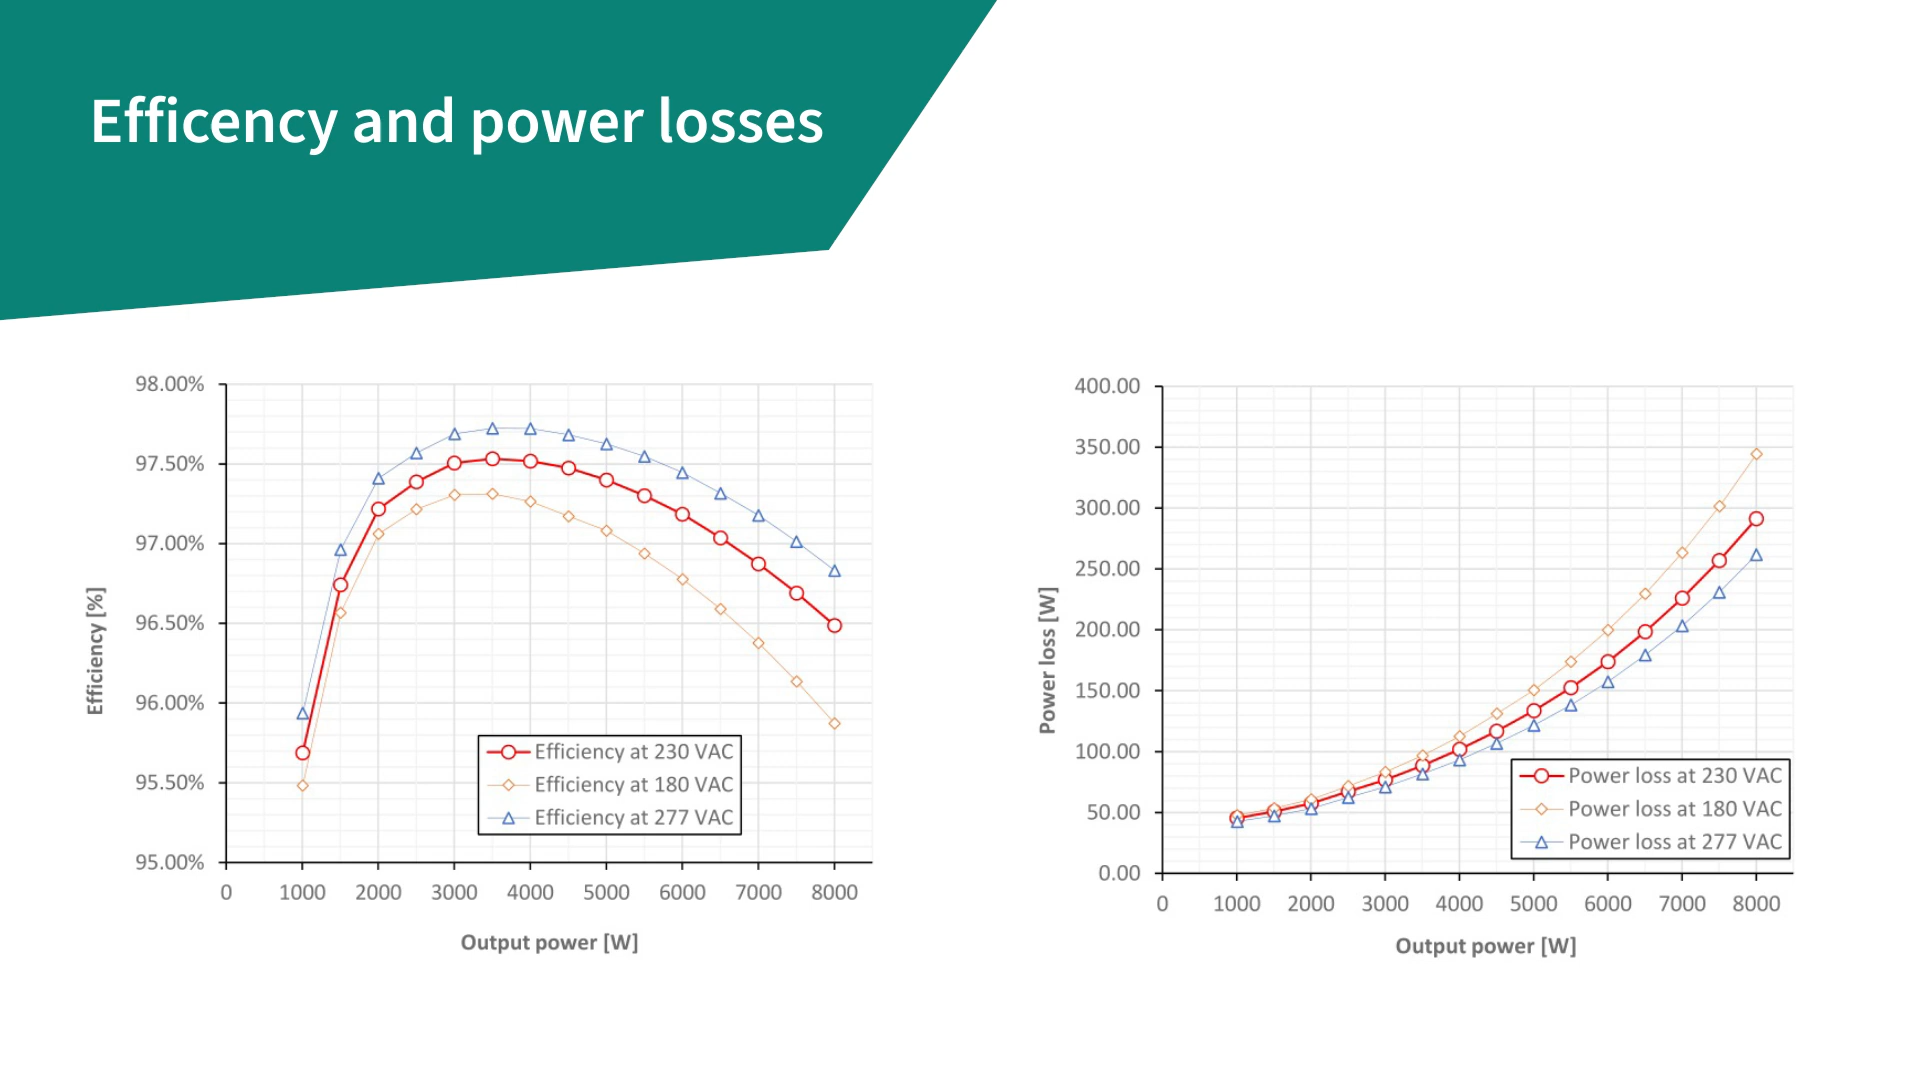 Efficency and power losses
98.00%
97.50%
97.00%
96.50%
96.00%
95.50%
95.00%
Efficiency [%]
0 1000 2000 3000 4000 5000 6000 7000 8000
Output power [W]
Efficiency at 230 VAC
Efficiency at 180 VAC
Efficiency at 277 VAC
400.00
350.00
300.00
250.00
200.00
150.00
100.00
50.00
0.00
Power loss [W]
0 1000 2000 3000 4000 5000 6000 7000 8000
Output power [W]
Power loss at 230 VAC
Power loss at 180 VAC
Power loss at 277 VAC